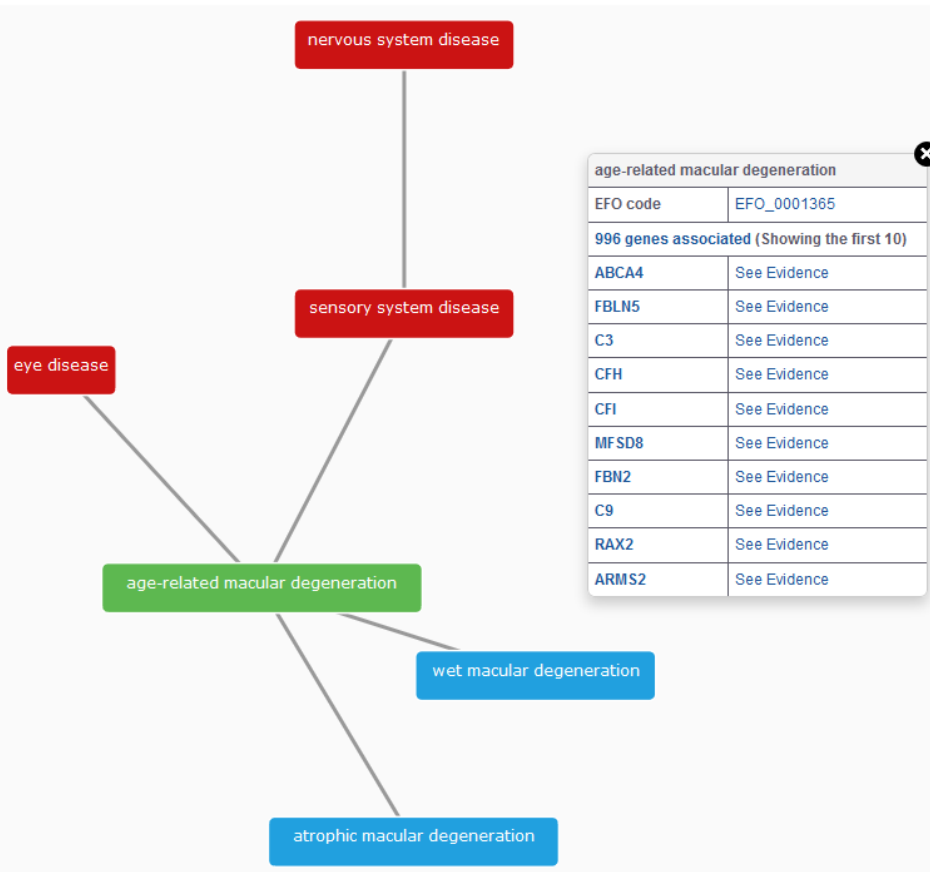 nervous system disease
sensory system disease
eye disease
age-related macular degeneration
wet macular degeneration
atrophic macular degeneration
age-related macular degeneration
EFO code EFO_0001365
996 genes associated (Showing the first 10)
ABCA4 See Evidence
FBLN5 See Evidence
C3 See Evidence
CFH See Evidence
CFI See Evidence
MFSD8 See Evidence
FBN2 See Evidence
C9 See Evidence
RAX2 See Evidence
ARMS2 See Evidence